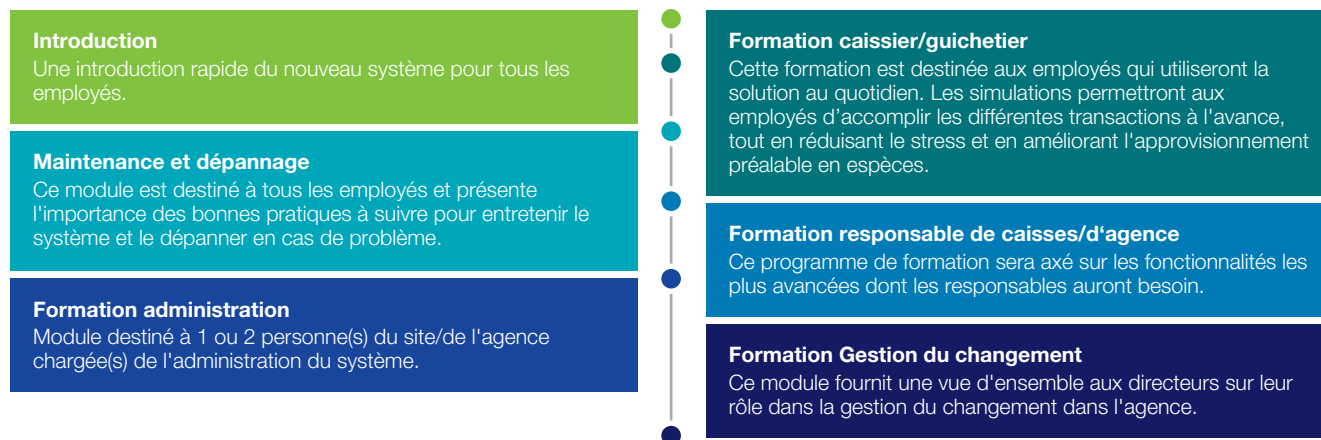 Introduction
Une introduction rapide du nouveau système pour tous les
employés.
Formation caissier/guichetier
Cette formation est destinée aux employés qui utiliseront la
solution au quotidien. Les simulations permettront aux
employés d’accomplir les différentes transactions à l'avance,
tout en réduisant le stress et en améliorant l'approvisionnement
préalable en espèces.
Maintenance et dépannage
Ce module est destiné à tous les employés et présente
l'importance des bonnes pratiques à suivre pour entretenir le
système et le dépanner en cas de problème.
Formation responsable de caisses/d‘agence
Ce programme de formation sera axé sur les fonctionnalités les
plus avancées dont les responsables auront besoin.
Formation administration
Module destiné à 1 ou 2 personne(s) du site/de l'agence
chargée(s) de l'administration du système.
Formation Gestion du changement
Ce module fournit une vue d'ensemble aux directeurs sur leur
rôle dans la gestion du changement dans l'agence.